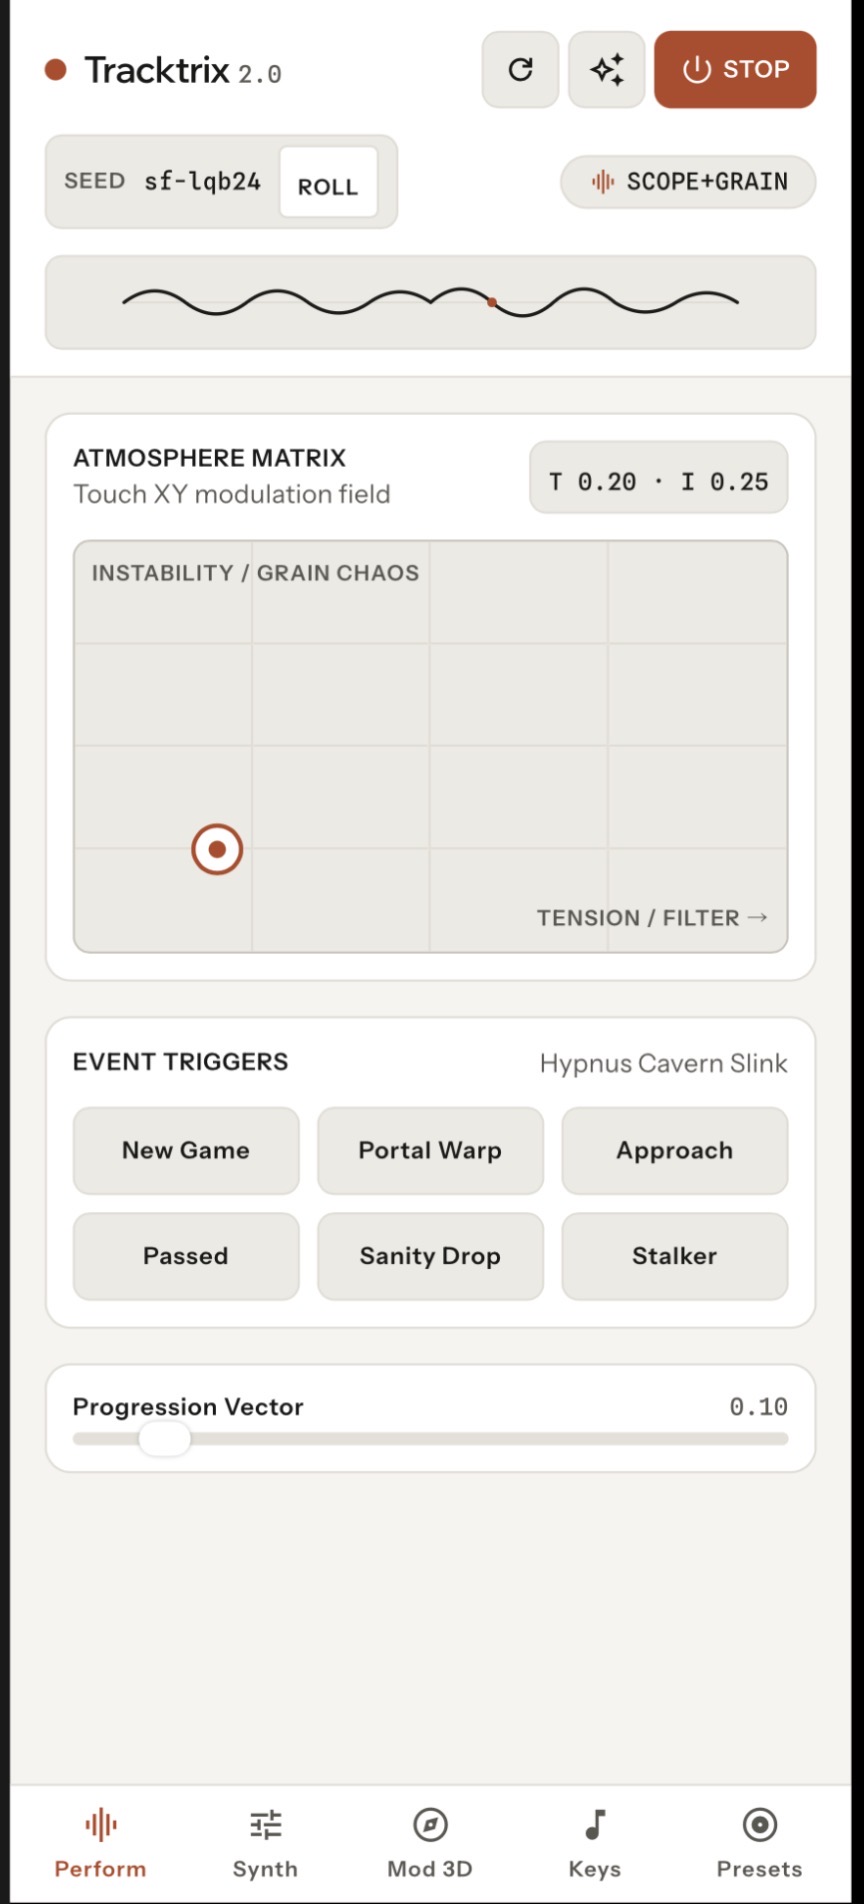 Tracktrix 2.0
STOP
SEED sf-lqb24 ROLL
SCOPE+GRAIN
ATMOSPHERE MATRIX
Touch XY modulation field
T 0.20 · I 0.25
INSTABILITY / GRAIN CHAOS
TENSION / FILTER →
EVENT TRIGGERS
Hypnus Cavern Slink
New Game
Portal Warp
Approach
Passed
Sanity Drop
Stalker
Progression Vector
0.10
Perform
Synth
Mod 3D
Keys
Presets